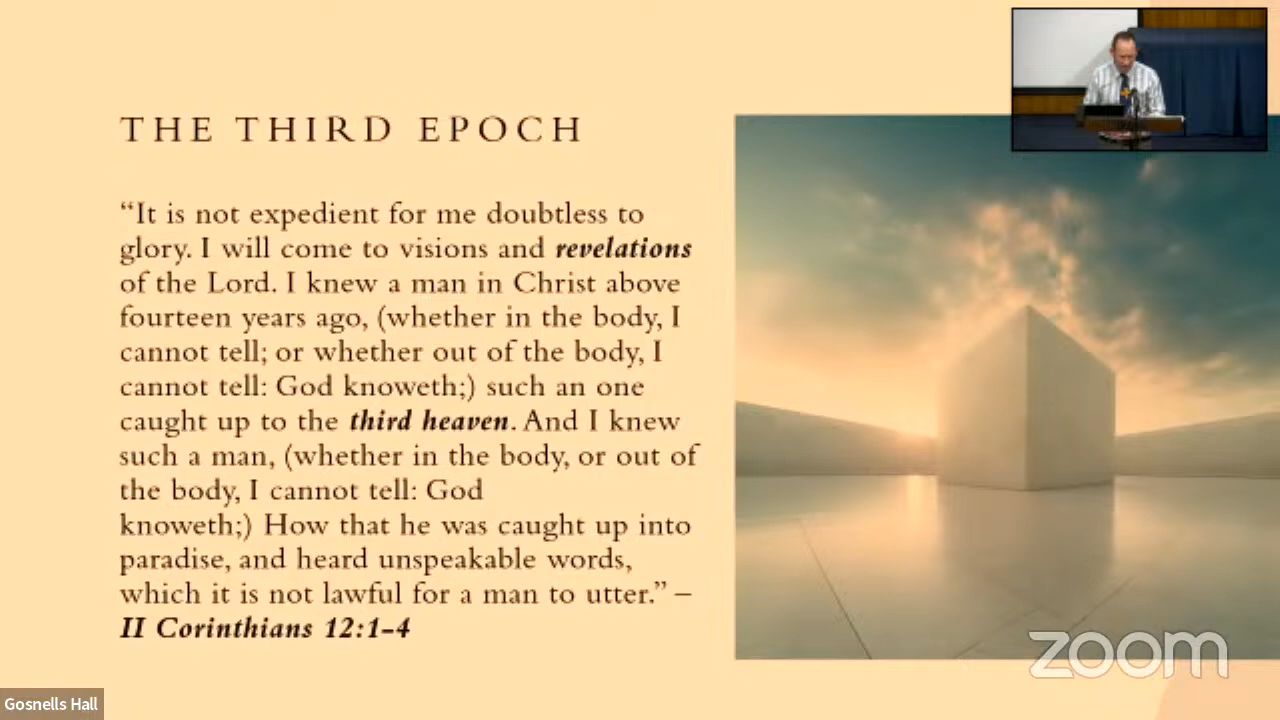 THE THIRD EPOCH
“It is not expedient for me doubtless to
glory. I will come to visions and revelations
of the Lord. I knew a man in Christ above
fourteen years ago, (whether in the body, I
cannot tell; or whether out of the body, I
cannot tell: God knoweth;) such an one
caught up to the third heaven. And I knew
such a man, (whether in the body, or out of
the body, I cannot tell: God
knoweth;) How that he was caught up into
paradise, and heard unspeakable words,
which it is not lawful for a man to utter.” –
II Corinthians 12:1-4
zoom
Gosnells Hall